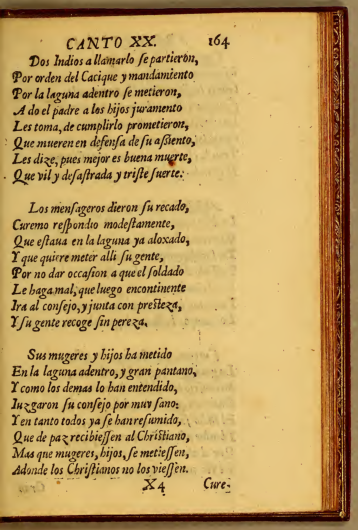 CANTO XX. 164
Dos Indios a llamarlo ſe partieron,
Por orden del Cacique y mandamiento
Por la laguna adentro ſe metieron,
A do el padre a los hijos juramento
Les toma, de cumplirlo prometieron,
Que mueren en defenſa de ſu aſsiento,
Les dize, pues mejor es buena muerte,
Que vil y deſaſtrada y triſte ſuerte.
Los menſageros dieron ſu recado,
Curemo reſpondio modeſtamente,
Que eſtaua en la laguna ya aloxado,
Y que quiere meter alli ſu gente,
Por no dar occaſion a que el ſoldado
Le haga mal, que luego encontinente
Ira al conſejo, y junta con preſteza,
Y ſu gente recoge ſin pereza,
Sus mugeres y hijos ha metido
En la laguna adentro, y gran pantano,
Y como los demas lo han entendido,
Iuzgaron ſu conſejo por muy ſano:
Y en tanto todos ya ſe han reſumido,
Que de paz recibieſſen al Chriſtiano,
Mas que mugeres, hijos, ſe metieſſen,
Adonde los Chriſtianos no los vieſſen.
X4 Cure-